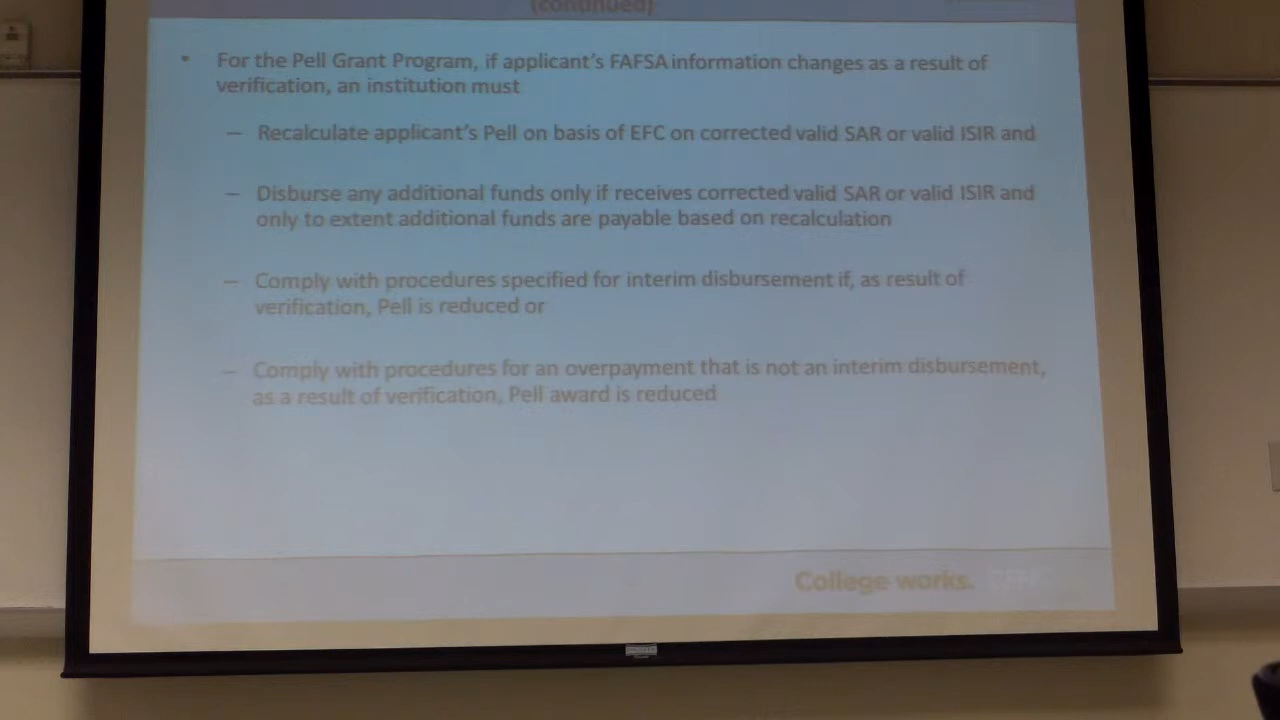 (continued)
• For the Pell Grant Program, if applicant's FAFSA information changes as a result of
verification, an institution must
– Recalculate applicant's Pell on basis of EFC on corrected valid SAR or valid ISIR and
– Disburse any additional funds only if receives corrected valid SAR or valid ISIR and
only to extent additional funds are payable based on recalculation
– Comply with procedures specified for interim disbursement if, as result of
verification, Pell is reduced or
– Comply with procedures for an overpayment that is not an interim disbursement,
as a result of verification, Pell award is reduced
College works.